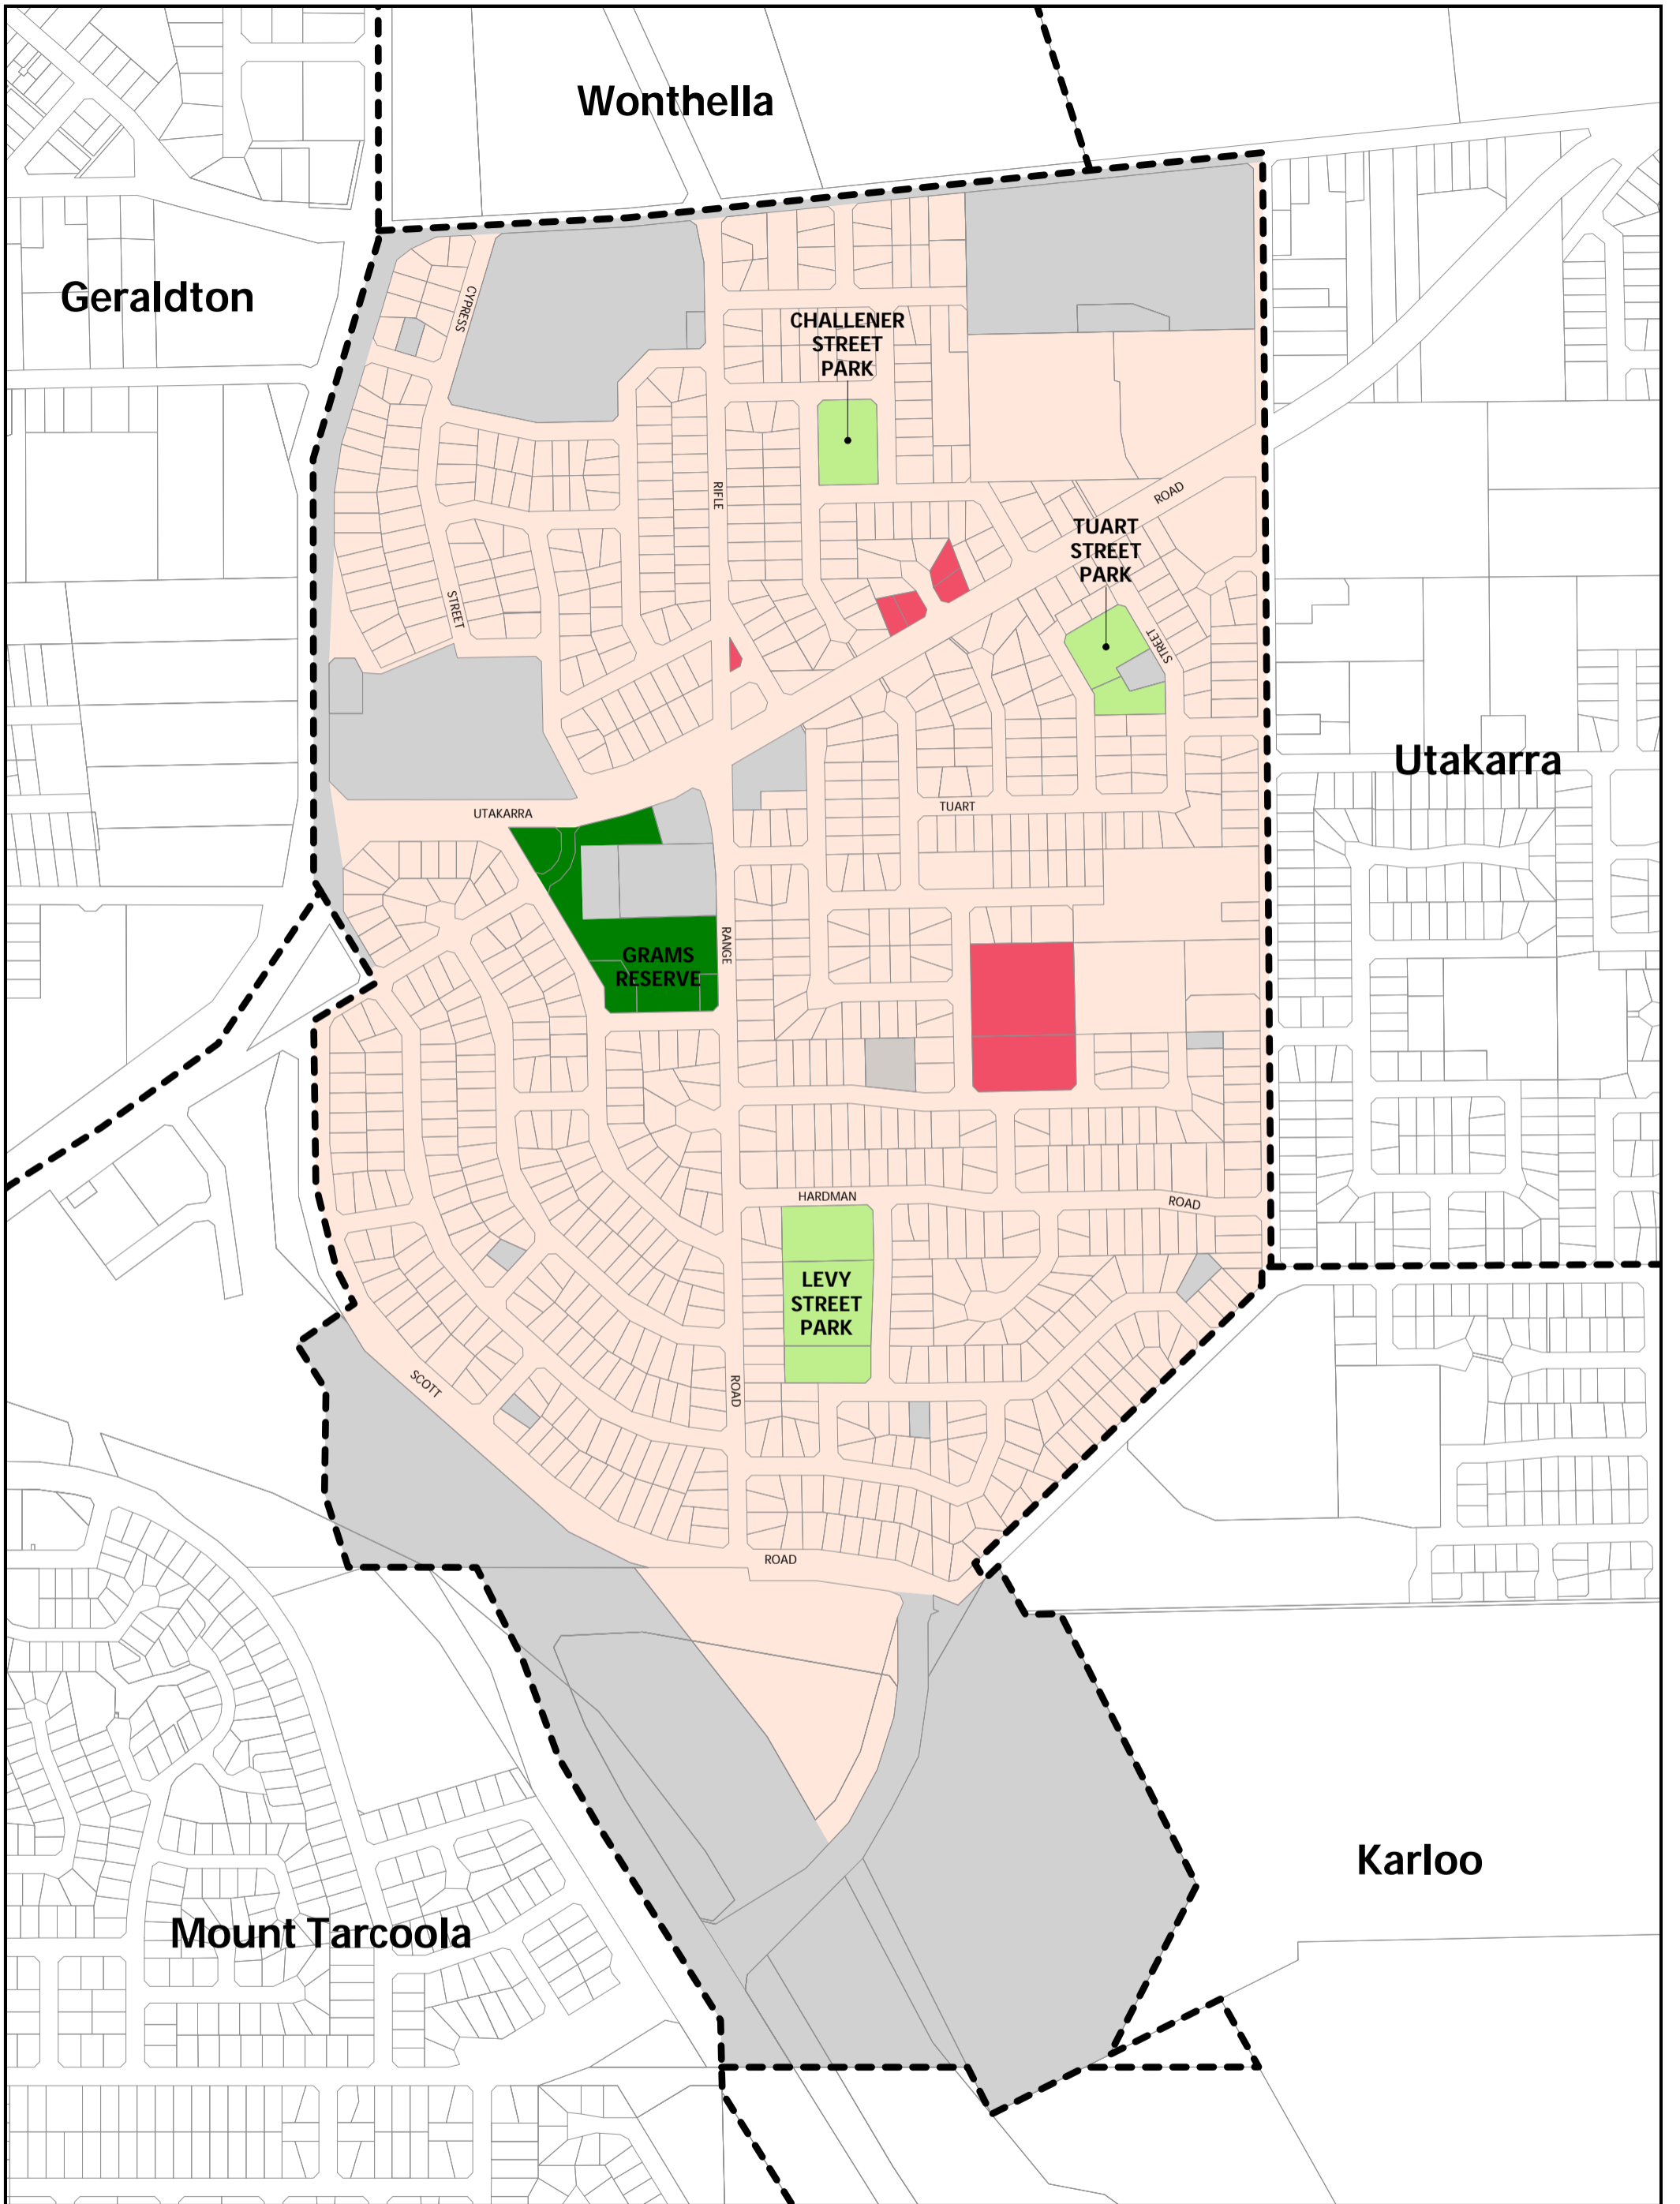 Wonthella
Geraldton
CYPRESS
CHALLENER
STREET
PARK
RIFLE
ROAD
TUART
STREET
PARK
STREET
STREET
Utakarra
UTAKARRA
TUART
GRAMS
RESERVE
RANGE
HARDMAN
ROAD
LEVY
STREET
PARK
SCOTT
ROAD
ROAD
Karloo
Mount Tarcoola